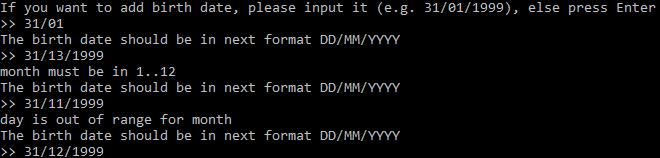 If you want to add birth date, please input it (e.g. 31/01/1999), else press Enter
>> 31/01
The birth date should be in next format DD/MM/YYYY
>> 31/13/1999
month must be in 1..12
The birth date should be in next format DD/MM/YYYY
>> 31/11/1999
day is out of range for month
The birth date should be in next format DD/MM/YYYY
>> 31/12/1999